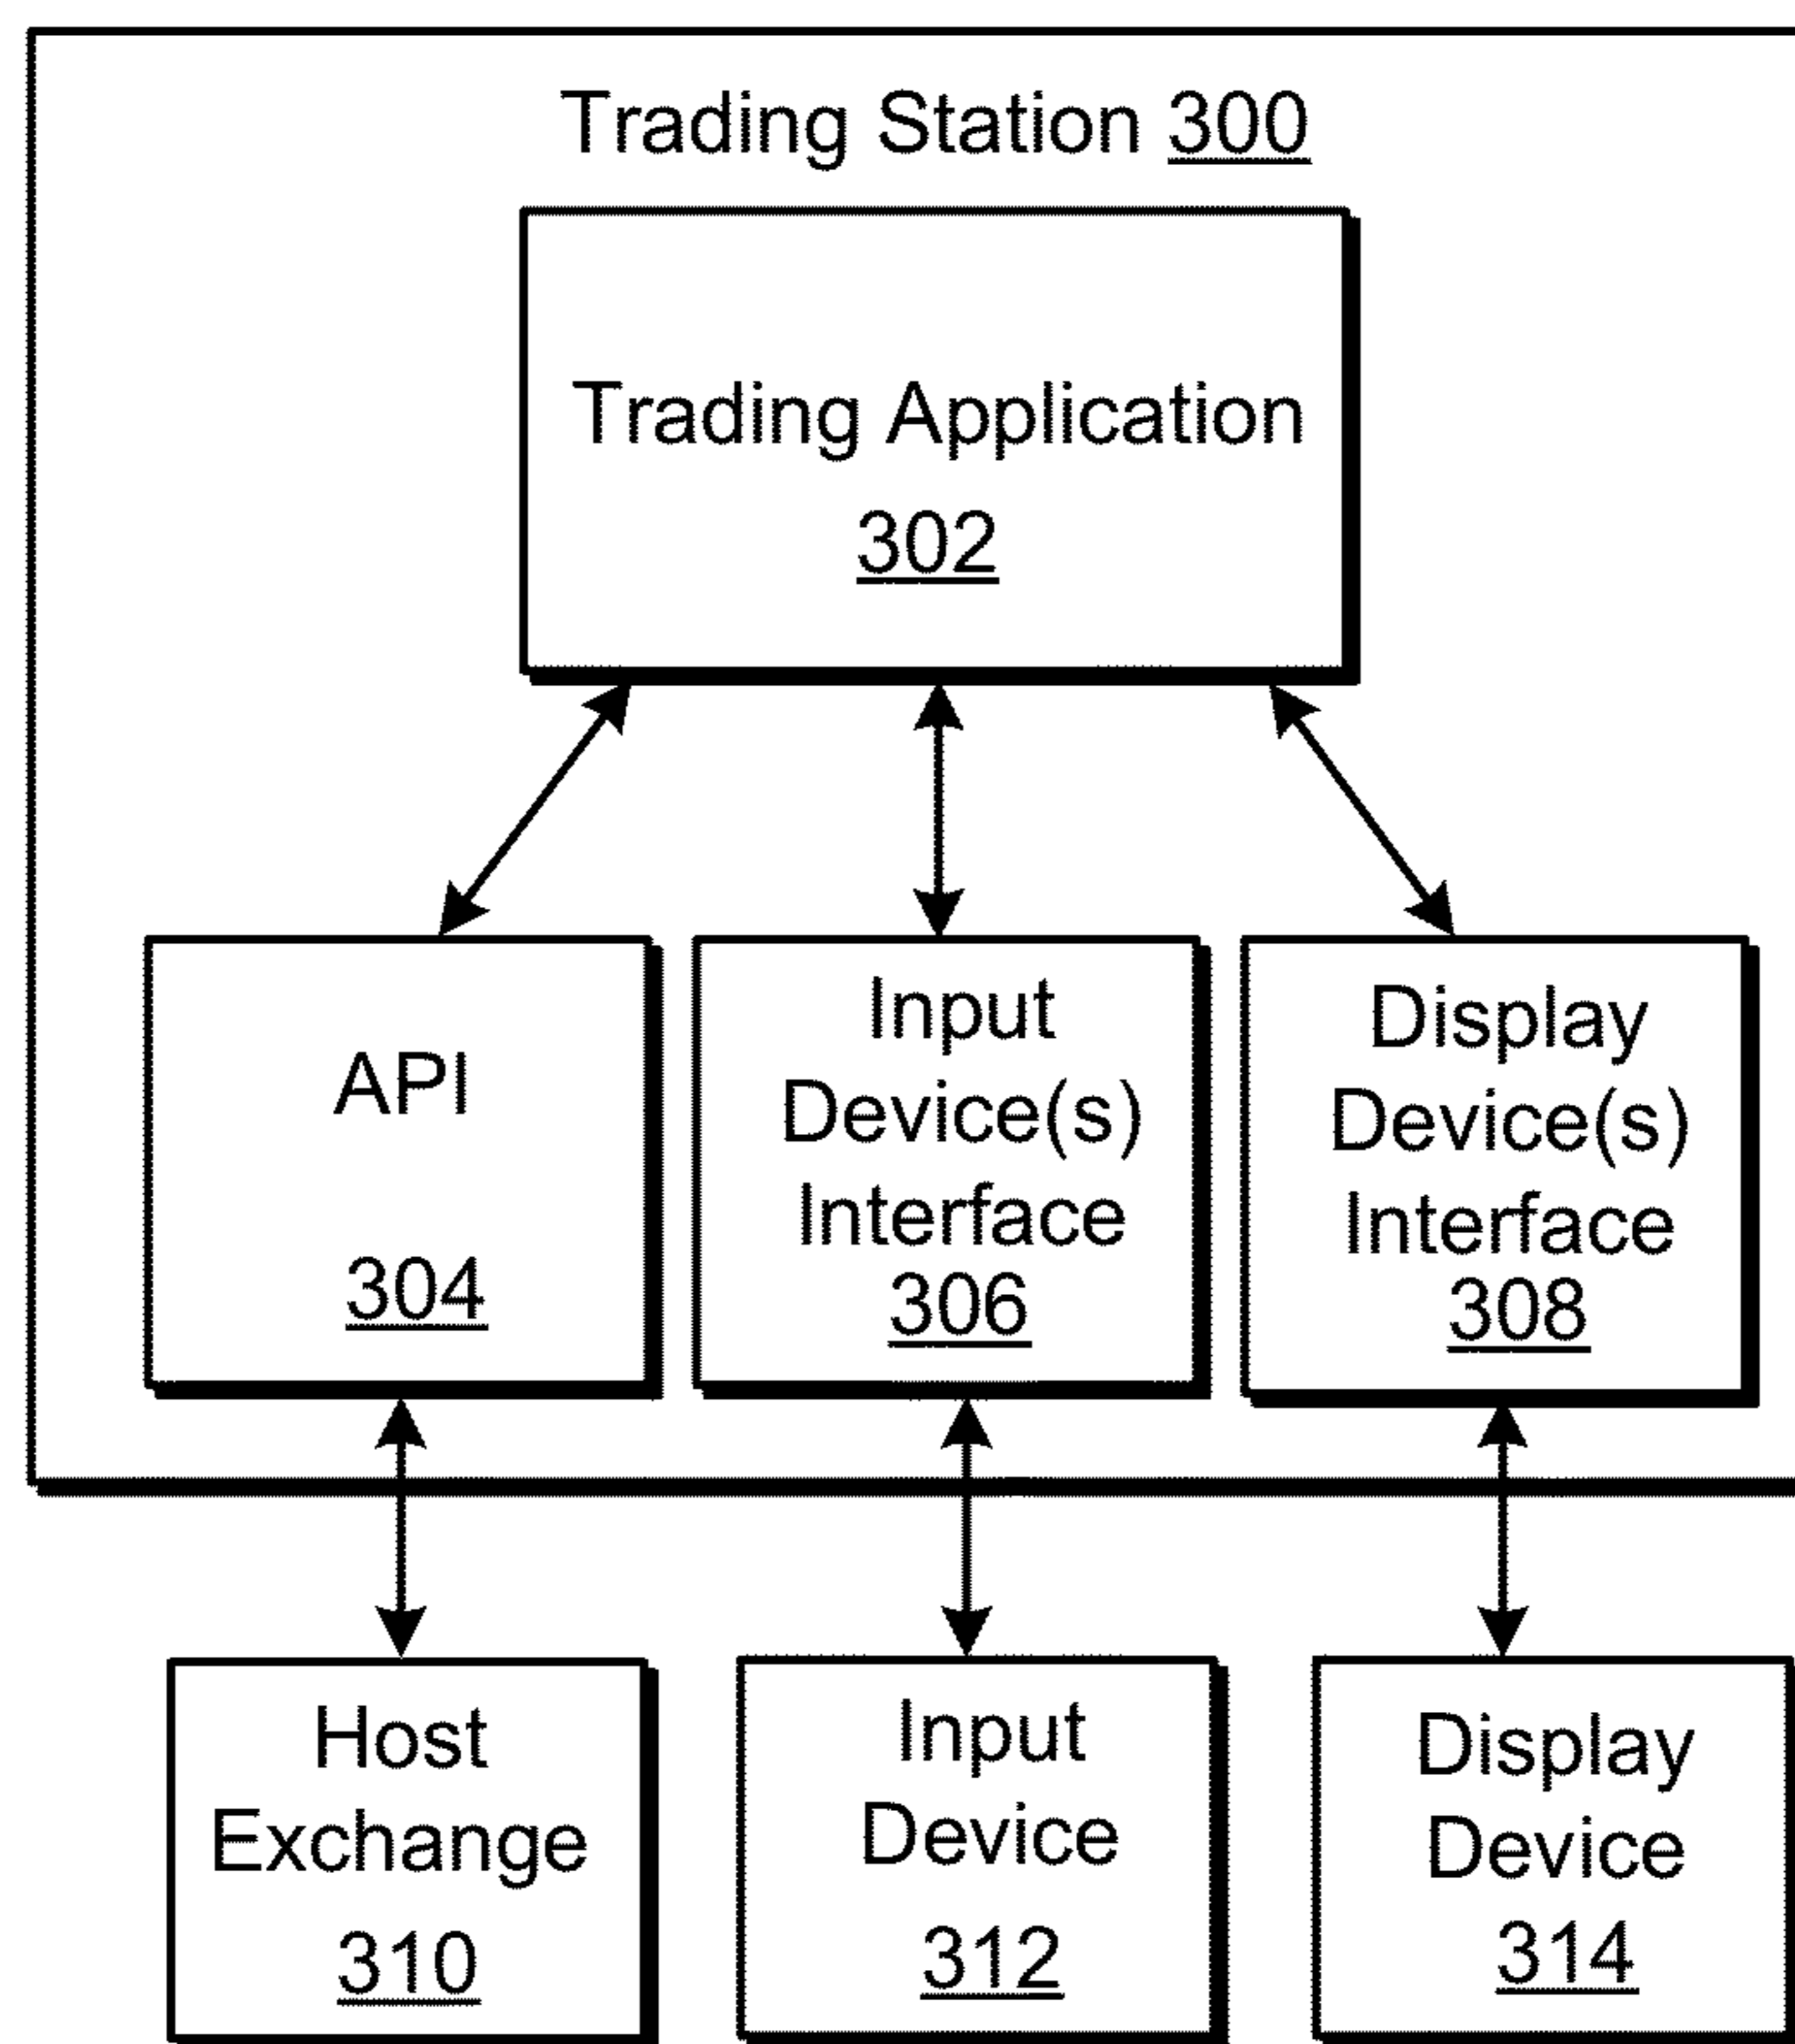 Trading Station 300
Trading Application
302
API
304
Input
Device(s)
Interface
306
Display
Device(s)
Interface
308
Host
Exchange
310
Input
Device
312
Display
Device
314